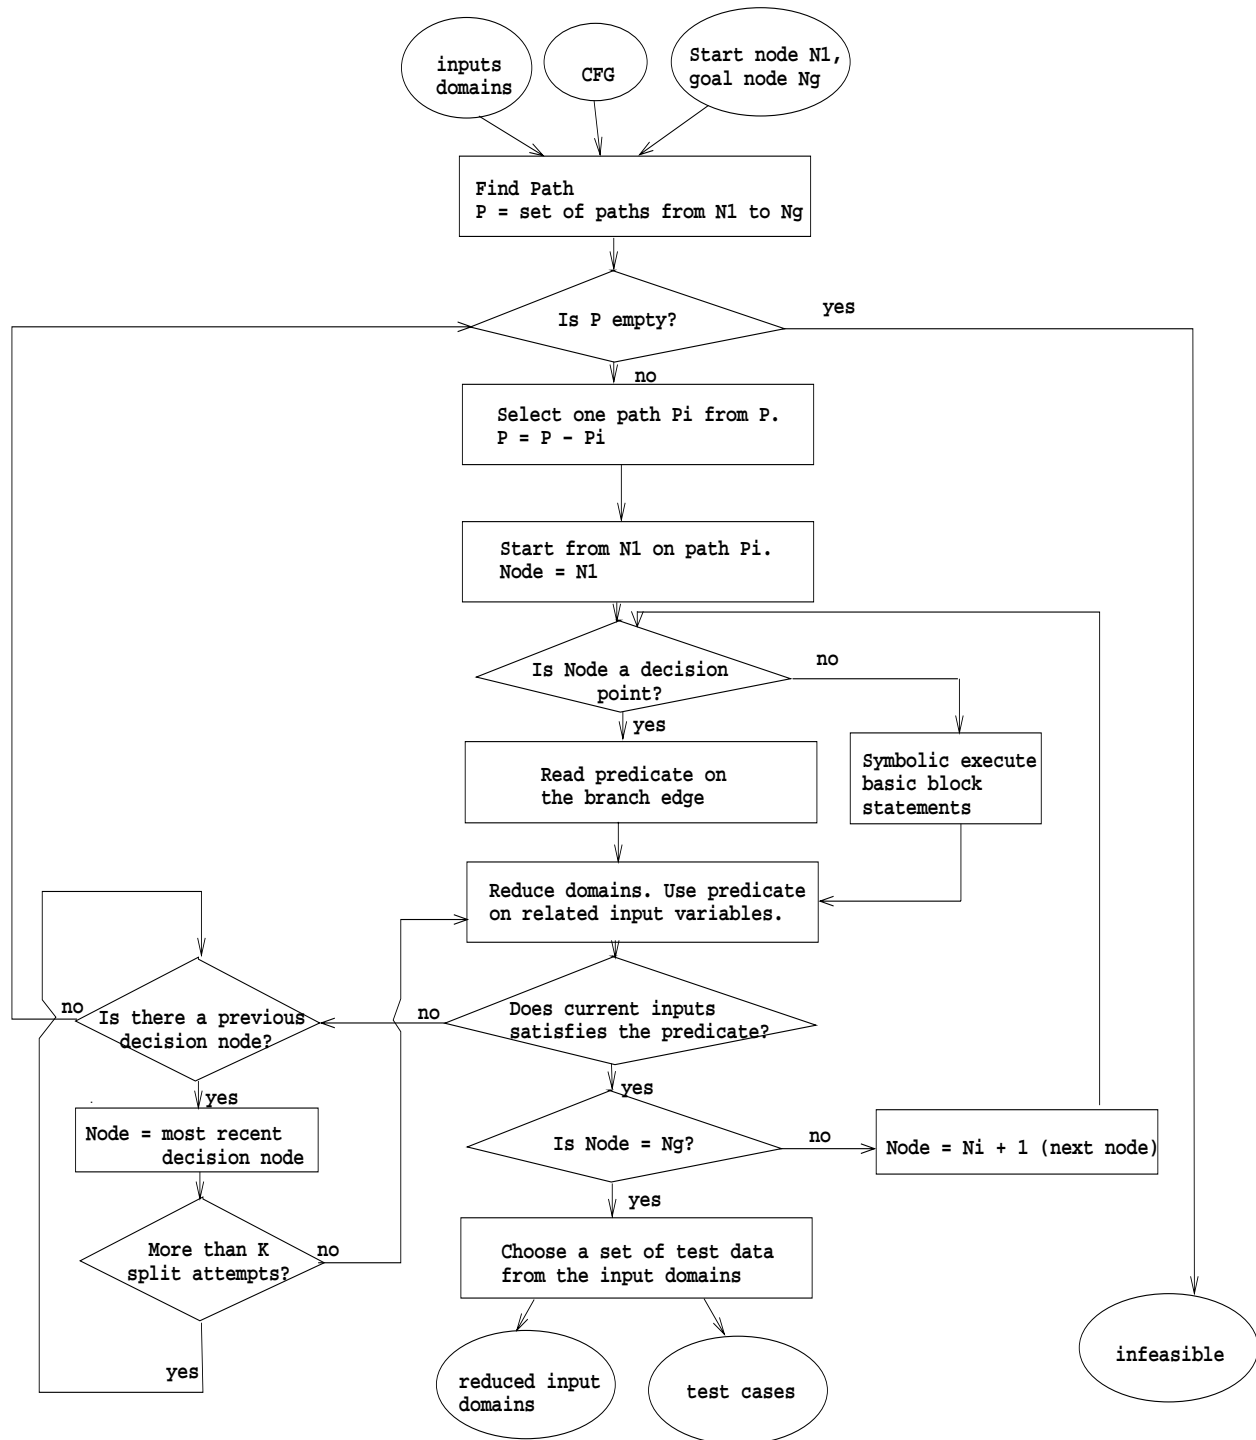 inputs
domains
CFG
Start node N1,
goal node Ng
Find Path
P = set of paths from N1 to Ng
Is P empty?
yes
no
Select one path Pi from P.
P = P - Pi
Start from N1 on path Pi.
Node = N1
Is Node a decision
point?
no
yes
Read predicate on
the branch edge
Symbolic execute
basic block
statements
Reduce domains. Use predicate
on related input variables.
no
Is there a previous
decision node?
no
Does current inputs
satisfies the predicate?
yes
yes
Node = most recent
decision node
Is Node = Ng?
no
Node = Ni + 1 (next node)
yes
More than K
split attempts?
no
Choose a set of test data
from the input domains
yes
reduced input
domains
test cases
infeasible